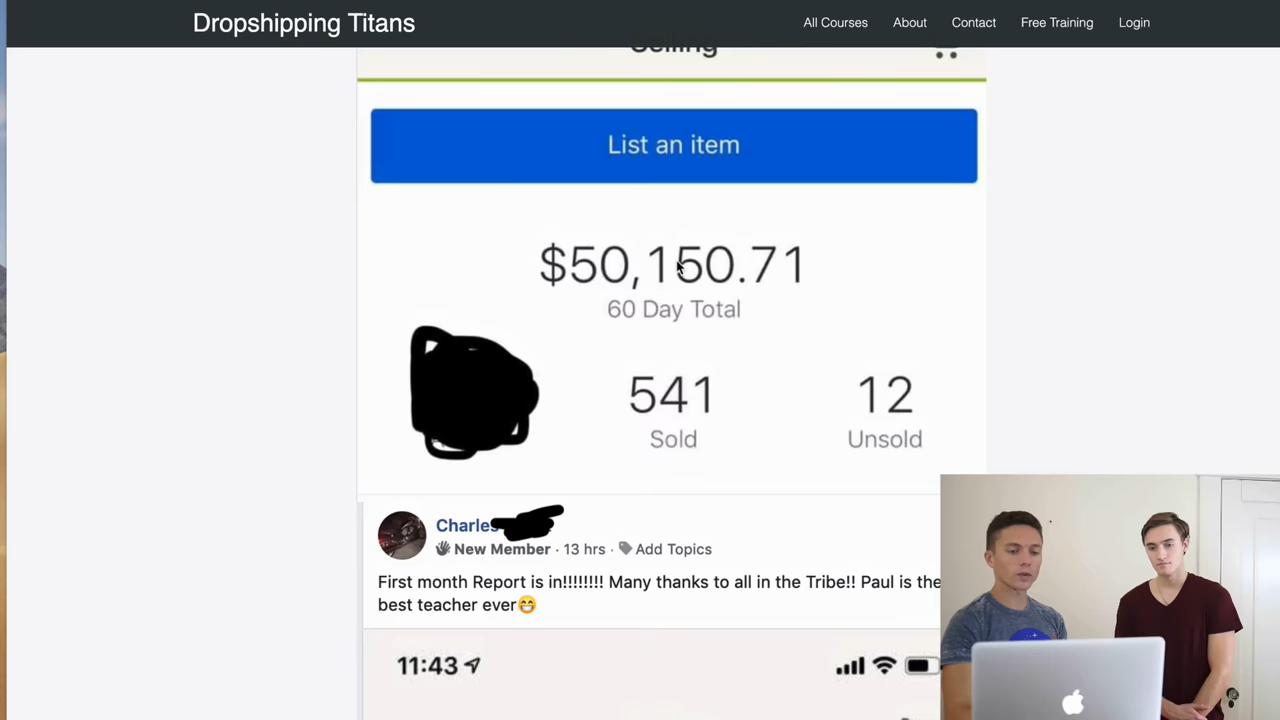 Dropshipping Titans
All Courses About Contact Free Training Login
Selling
List an item
$50,150.71
60 Day Total
541 12
Sold Unsold
Charles
New Member · 13 hrs · Add Topics
First month Report is in!!!!!!!! Many thanks to all in the Tribe!! Paul is the
best teacher ever😁
11:43